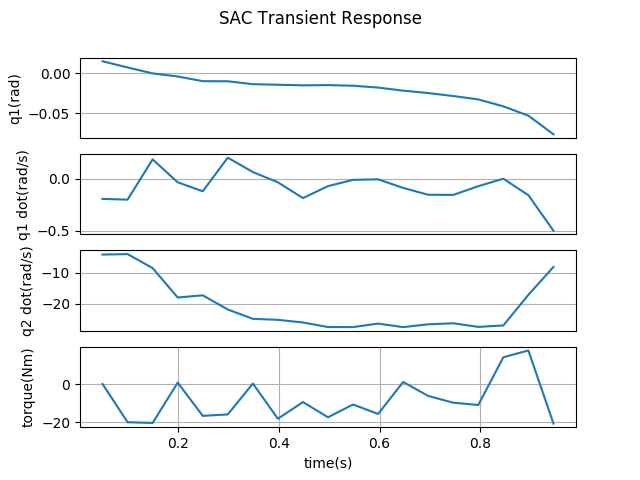 SAC Transient Response
q1(rad)
0.00
−0.05
q1 dot(rad/s)
0.0
−0.5
q2 dot(rad/s)
−10
−20
torque(Nm)
0
−20
0.2 0.4 0.6 0.8
time(s)